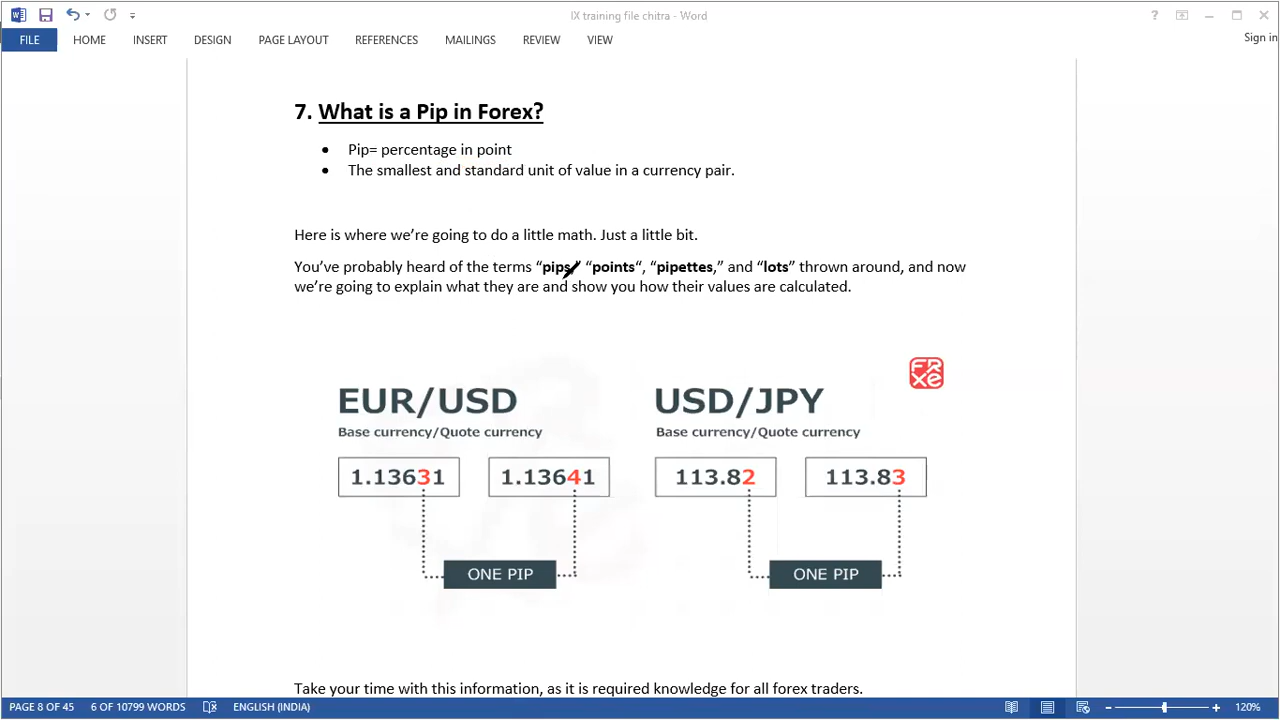 IX training file chitra - Word
?
Sign in
FILE HOME INSERT DESIGN PAGE LAYOUT REFERENCES MAILINGS REVIEW VIEW
7. What is a Pip in Forex?
• Pip= percentage in point
• The smallest and standard unit of value in a currency pair.
Here is where we’re going to do a little math. Just a little bit.
You’ve probably heard of the terms “pips,” “points“, “pipettes,” and “lots” thrown around, and now
we’re going to explain what they are and show you how their values are calculated.
FR
xe
EUR/USD USD/JPY
Base currency/Quote currency Base currency/Quote currency
1.13631 1.13641 113.82 113.83
ONE PIP ONE PIP
Take your time with this information, as it is required knowledge for all forex traders.
PAGE 8 OF 45 6 OF 10799 WORDS ENGLISH (INDIA) 120%